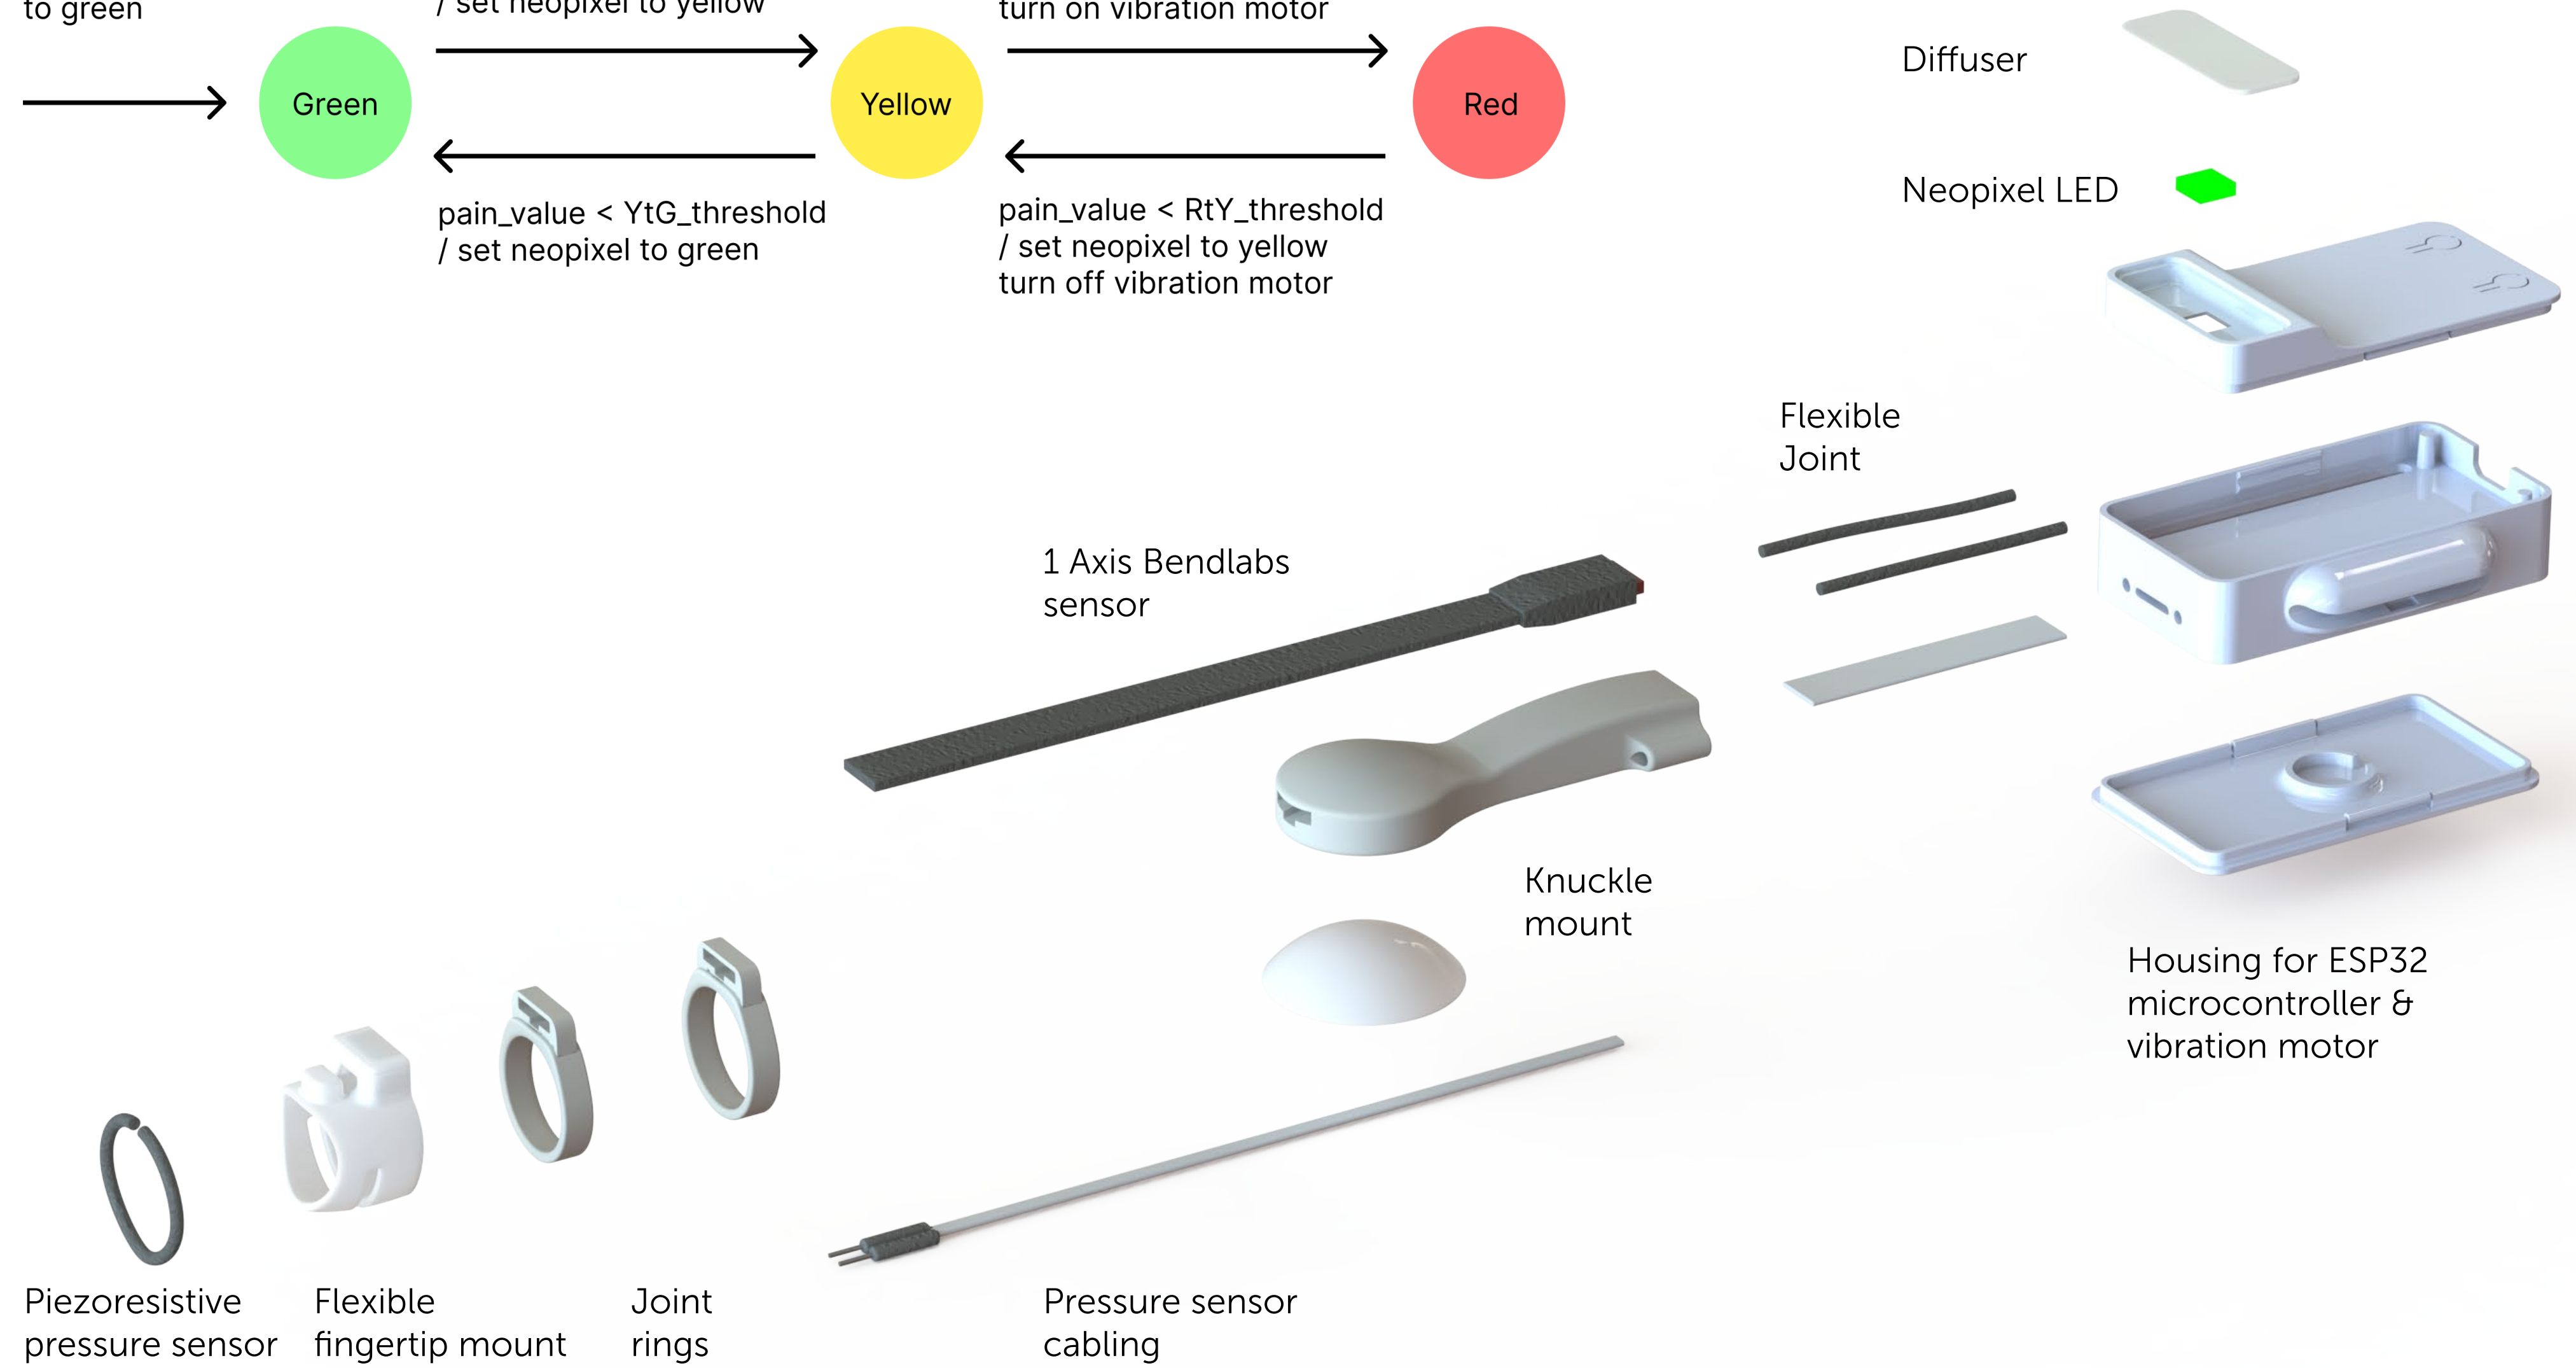 to green
/ set neopixel to yellow
turn on vibration motor
Green
Yellow
Red
pain_value < YtG_threshold
/ set neopixel to green
pain_value < RtY_threshold
/ set neopixel to yellow
turn off vibration motor
Diffuser
Neopixel LED
Flexible
Joint
1 Axis Bendlabs
sensor
Knuckle
mount
Housing for ESP32
microcontroller &
vibration motor
Piezoresistive
pressure sensor
Flexible
fingertip mount
Joint
rings
Pressure sensor
cabling